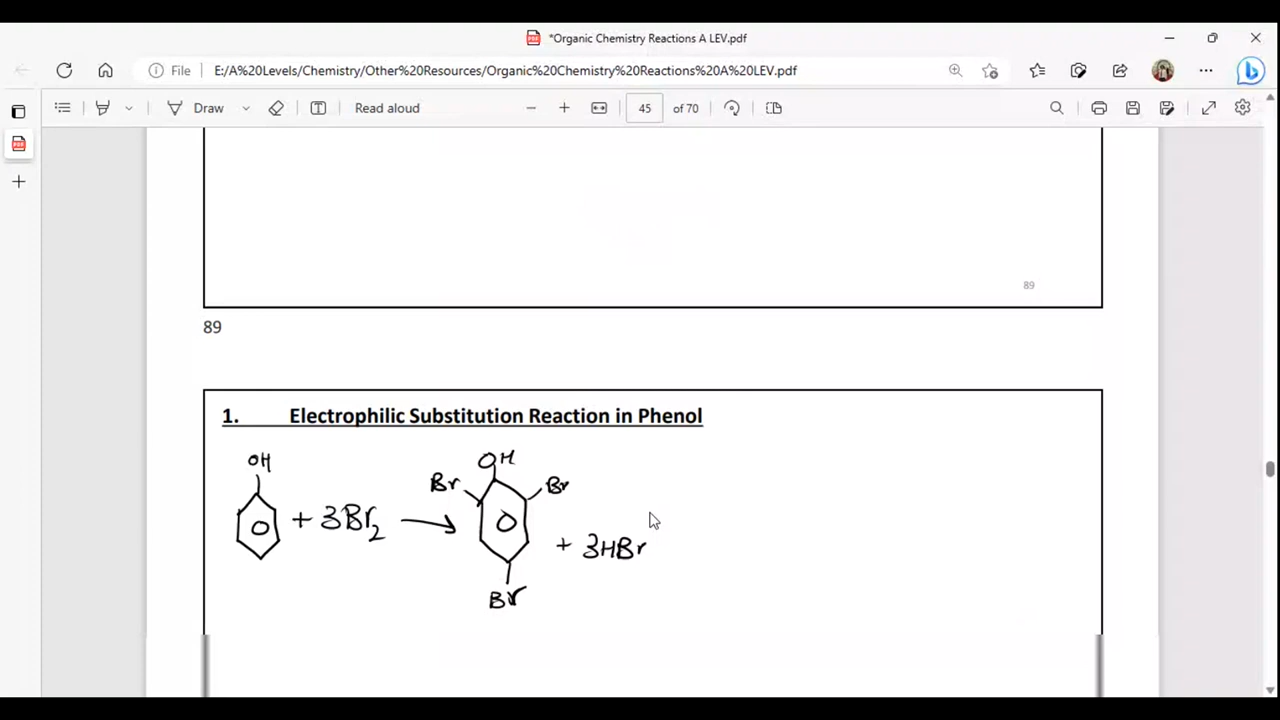 *Organic Chemistry Reactions A LEV.pdf
File E:/A%20Levels/Chemistry/Other%20Resources/Organic%20Chemistry%20Reactions%20A%20LEV.pdf
Draw Read aloud 45 of 70
89
89
1. Electrophilic Substitution Reaction in Phenol
OH OH
Br Br
+ 3Br2 → + 3HBr
Br